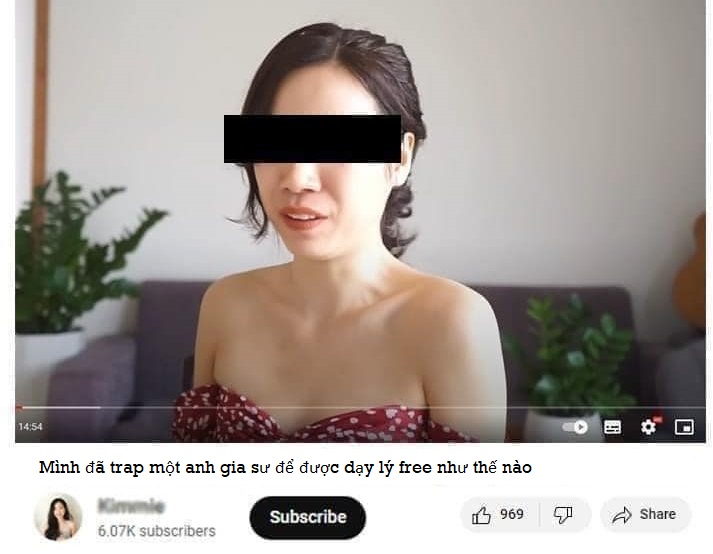 14:54
Mình đã trap một anh gia sư để được dạy lý free như thế nào
6.07K subscribers
Subscribe
969
Share